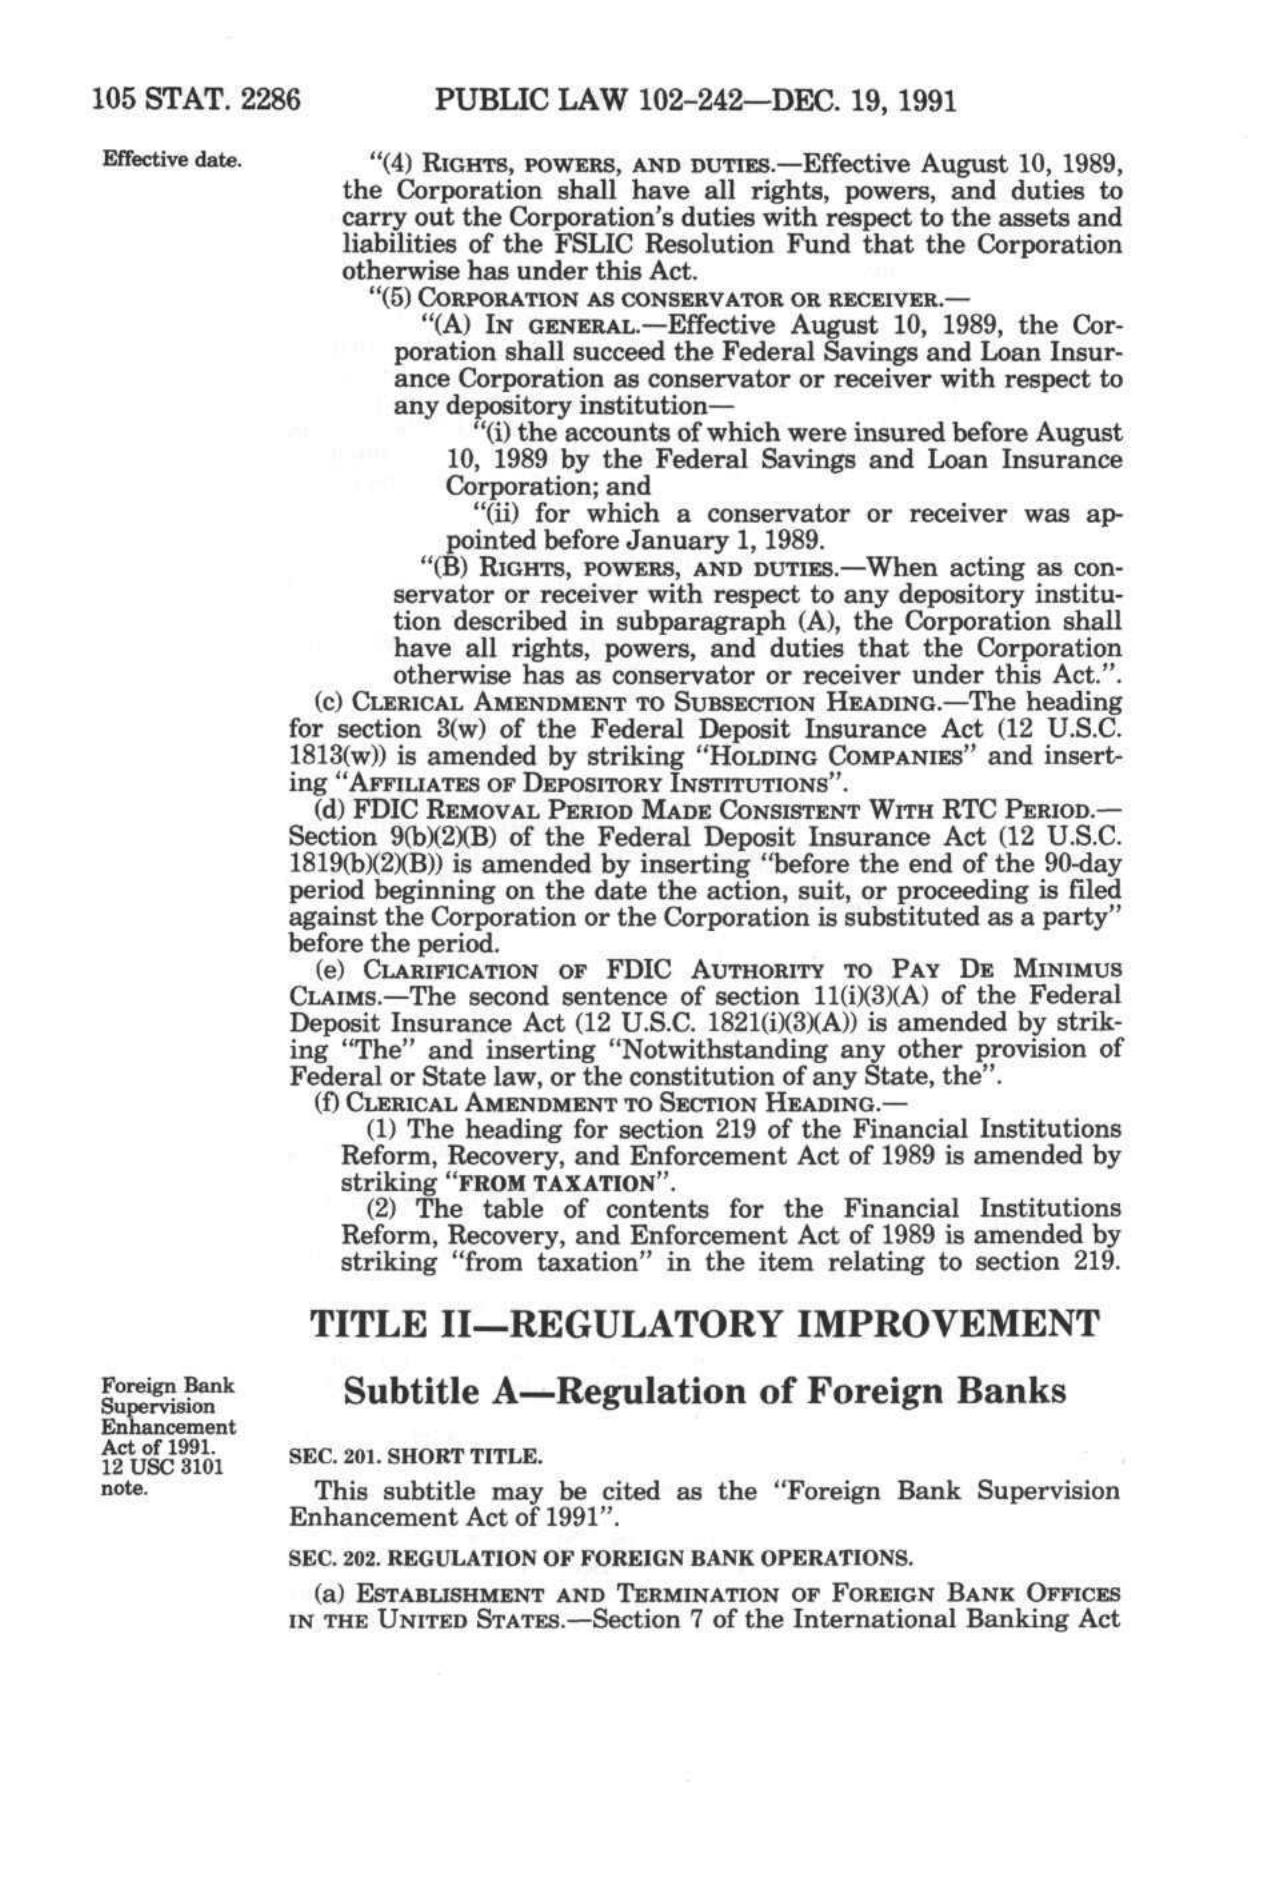 105 STAT. 2286 PUBLIC LAW 102-242—DEC. 19, 1991
Effective date.
"(4) RIGHTS, POWERS, AND DUTIES.—Effective August 10, 1989,
the Corporation shall have all rights, powers, and duties to
carry out the Corporation's duties with respect to the assets and
liabilities of the FSLIC Resolution Fund that the Corporation
otherwise has under this Act.
"(5) CORPORATION AS CONSERVATOR OR RECEIVER.—
"(A) IN GENERAL.—Effective August 10, 1989, the Cor-
poration shall succeed the Federal Savings and Loan Insur-
ance Corporation as conservator or receiver with respect to
any depository institution—
"(i) the accounts of which were insured before August
10, 1989 by the Federal Savings and Loan Insurance
Corporation; and
"(ii) for which a conservator or receiver was ap-
pointed before January 1, 1989.
"(B) RIGHTS, POWERS, AND DUTIES.—When acting as con-
servator or receiver with respect to any depository institu-
tion described in subparagraph (A), the Corporation shall
have all rights, powers, and duties that the Corporation
otherwise has as conservator or receiver under this Act.".
(c) CLERICAL AMENDMENT TO SUBSECTION HEADING.—The heading
for section 3(w) of the Federal Deposit Insurance Act (12 U.S.C.
1813(w)) is amended by striking "HOLDING COMPANIES" and insert-
ing "AFFILIATES OF DEPOSITORY INSTITUTIONS".
(d) FDIC REMOVAL PERIOD MADE CONSISTENT WITH RTC PERIOD.—
Section 9(b)(2)(B) of the Federal Deposit Insurance Act (12 U.S.C.
1819(b)(2)(B)) is amended by inserting "before the end of the 90-day
period beginning on the date the action, suit, or proceeding is filed
against the Corporation or the Corporation is substituted as a party"
before the period.
(e) CLARIFICATION OF FDIC AUTHORITY TO PAY DE MINIMUS
CLAIMS.—The second sentence of section 11(i)(3)(A) of the Federal
Deposit Insurance Act (12 U.S.C. 1821(i)(3)(A)) is amended by strik-
ing "The" and inserting "Notwithstanding any other provision of
Federal or State law, or the constitution of any State, the".
(f) CLERICAL AMENDMENT TO SECTION HEADING.—
(1) The heading for section 219 of the Financial Institutions
Reform, Recovery, and Enforcement Act of 1989 is amended by
striking "FROM TAXATION".
(2) The table of contents for the Financial Institutions
Reform, Recovery, and Enforcement Act of 1989 is amended by
striking "from taxation" in the item relating to section 219.
TITLE II—REGULATORY IMPROVEMENT
Foreign Bank
Supervision
Enhancement
Act of 1991.
12 USC 3101
note.
Subtitle A—Regulation of Foreign Banks
SEC. 201. SHORT TITLE.
This subtitle may be cited as the "Foreign Bank Supervision
Enhancement Act of 1991".
SEC. 202. REGULATION OF FOREIGN BANK OPERATIONS.
(a) ESTABLISHMENT AND TERMINATION OF FOREIGN BANK OFFICES
IN THE UNITED STATES.—Section 7 of the International Banking Act